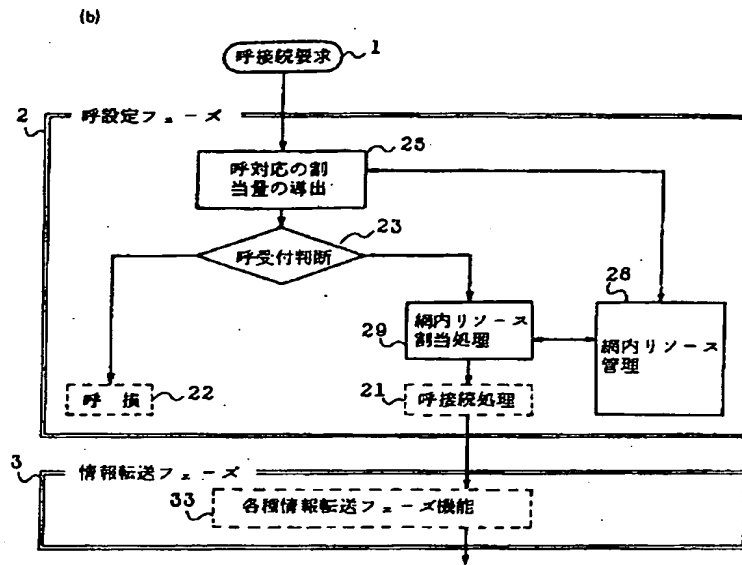 (b)
呼接続要求
1
2
呼設定フェーズ
25
呼対応の割
当量の導出
23
呼受付判断
28
網内リソース
割当処理
29
網内リソース
管理
呼 損
22
21
呼接続処理
3
情報転送フェーズ
33
各種情報転送フェーズ機能